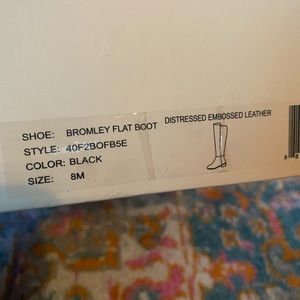 SHOE: BROMLEY FLAT BOOT DISTRESSED EMBOSSED LEATHER
STYLE: 40F2BOFB5E
COLOR: BLACK
SIZE: 8M